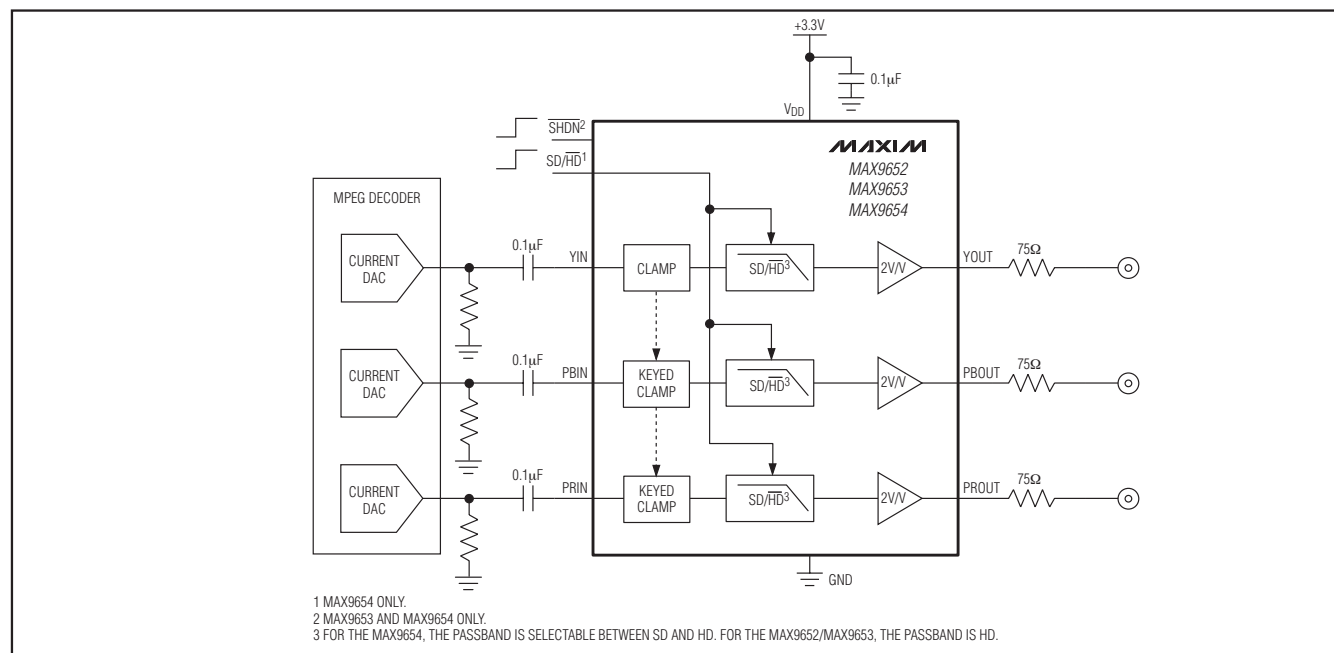 +3.3V
0.1µF
VDD
SHDN2
SD/HD1
MAXIM
MAX9652
MAX9653
MAX9654
MPEG DECODER
CURRENT
DAC
0.1µF
YIN
CLAMP
SD/HD3
2V/V
YOUT
75Ω
CURRENT
DAC
0.1µF
PBIN
KEYED
CLAMP
SD/HD3
2V/V
PBOUT
75Ω
CURRENT
DAC
0.1µF
PRIN
KEYED
CLAMP
SD/HD3
2V/V
PROUT
75Ω
GND
1 MAX9654 ONLY.
2 MAX9653 AND MAX9654 ONLY.
3 FOR THE MAX9654, THE PASSBAND IS SELECTABLE BETWEEN SD AND HD. FOR THE MAX9652/MAX9653, THE PASSBAND IS HD.